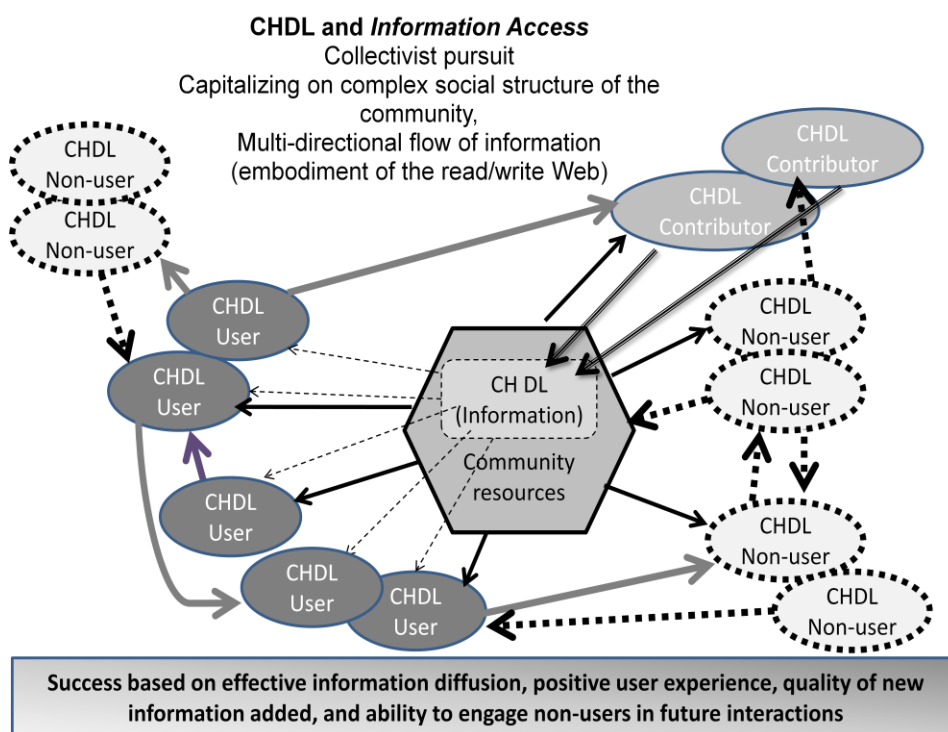 CHDL and Information Access
Collectivist pursuit
Capitalizing on complex social structure of the
community,
Multi-directional flow of information
(embodiment of the read/write Web)
CHDL
Non-user
CHDL
Non-user
CHDL
Contributor
CHDL
Contributor
CHDL
User
CHDL
User
CHDL
User
CHDL
User
CHDL
User
CH DL
(Information)
Community
resources
CHDL
Non-user
CHDL
Non-user
CHDL
Non-user
CHDL
Non-user
Success based on effective information diffusion, positive user experience, quality of new
information added, and ability to engage non-users in future interactions